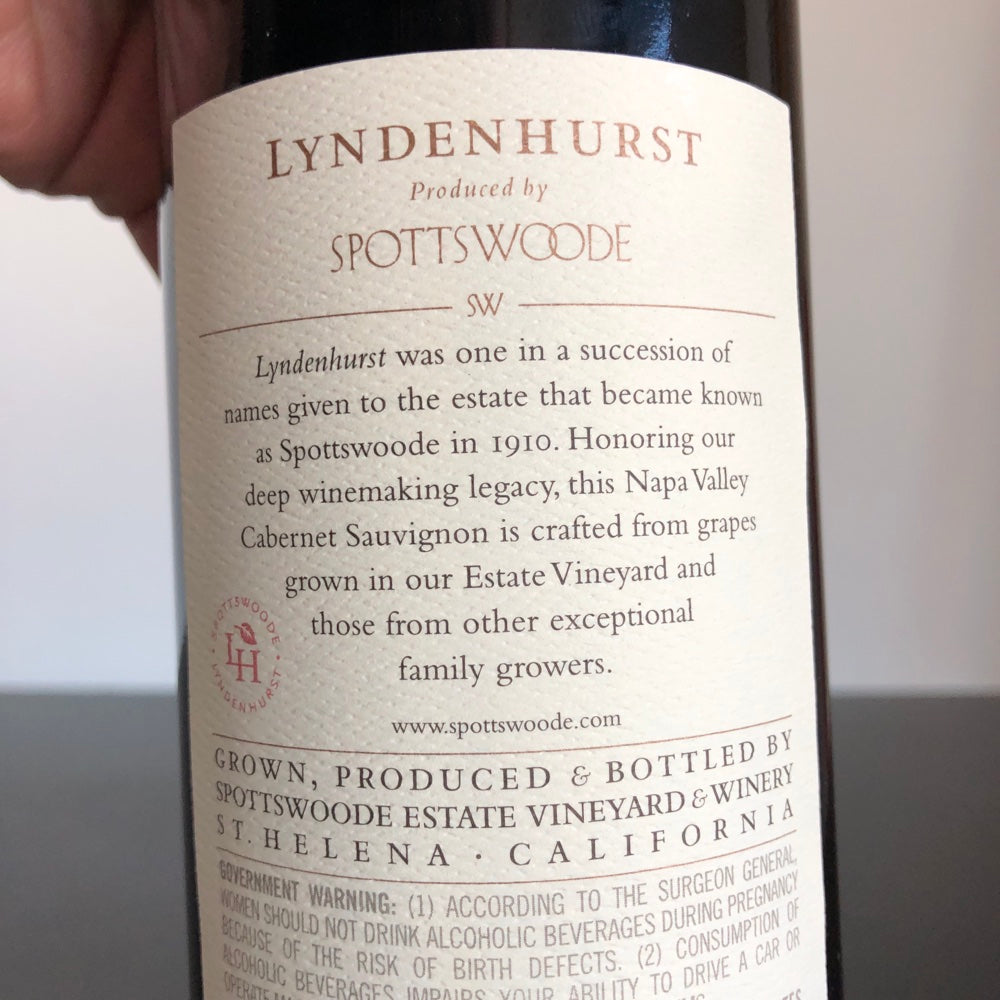 LYNDENHURST
Produced by
SPOTTSWOODE
SW
Lyndenhurst was one in a succession of
names given to the estate that became known
as Spottswoode in 1910. Honoring our
deep winemaking legacy, this Napa Valley
Cabernet Sauvignon is crafted from grapes
grown in our Estate Vineyard and
those from other exceptional
family growers.
SPOTTSWOODE
LH
LYNDENHURST
www.spottswoode.com
GROWN, PRODUCED & BOTTLED BY
SPOTTSWOODE ESTATE VINEYARD & WINERY
ST. HELENA · CALIFORNIA
GOVERNMENT WARNING: (1) ACCORDING TO THE SURGEON GENERAL,
WOMEN SHOULD NOT DRINK ALCOHOLIC BEVERAGES DURING PREGNANCY
BECAUSE OF THE RISK OF BIRTH DEFECTS. (2) CONSUMPTION OF
ALCOHOLIC BEVERAGES IMPAIRS YOUR ABILITY TO DRIVE A CAR OR
OPERATE